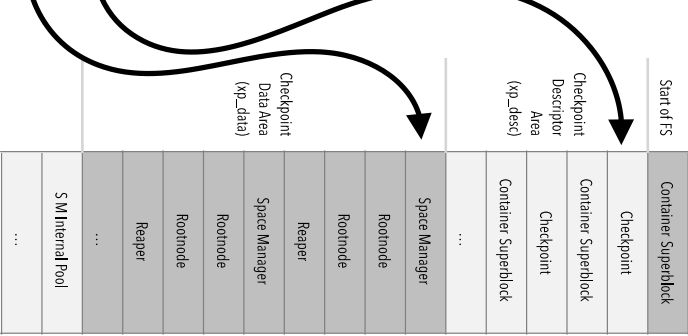 Start of FS
Checkpoint
Descriptor
Area
(xp_desc)
Checkpoint
Data Area
(xp_data)
Container Superblock
Checkpoint
Container Superblock
Checkpoint
Container Superblock
...
Space Manager
Rootnode
Rootnode
Reaper
Space Manager
Rootnode
Rootnode
Reaper
...
S M Internal Pool
...